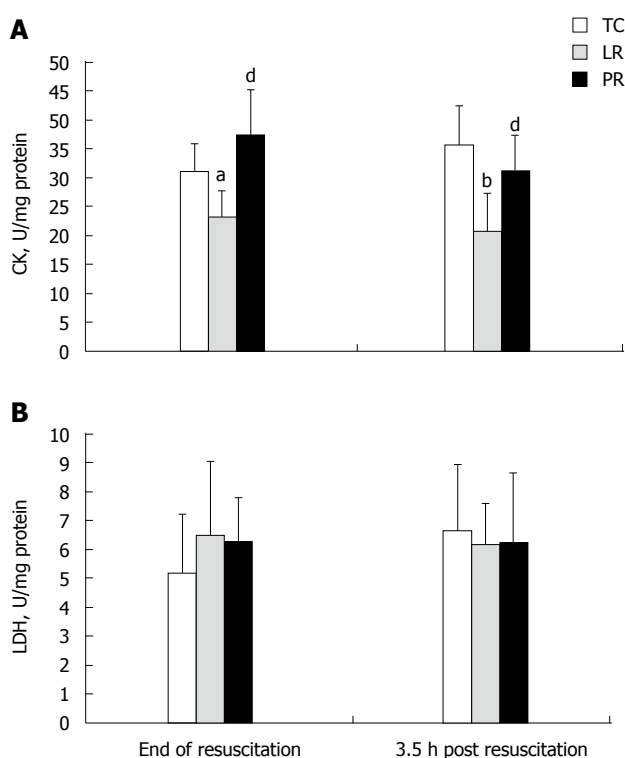 A
TC
LR
PR
CK, U/mg protein
50
45
50
35
30
25
20
15
10
5
0
a
d
b
d
B
LDH, U/mg protein
10
9
8
7
6
5
4
3
2
1
0
End of resuscitation
3.5 h post resuscitation